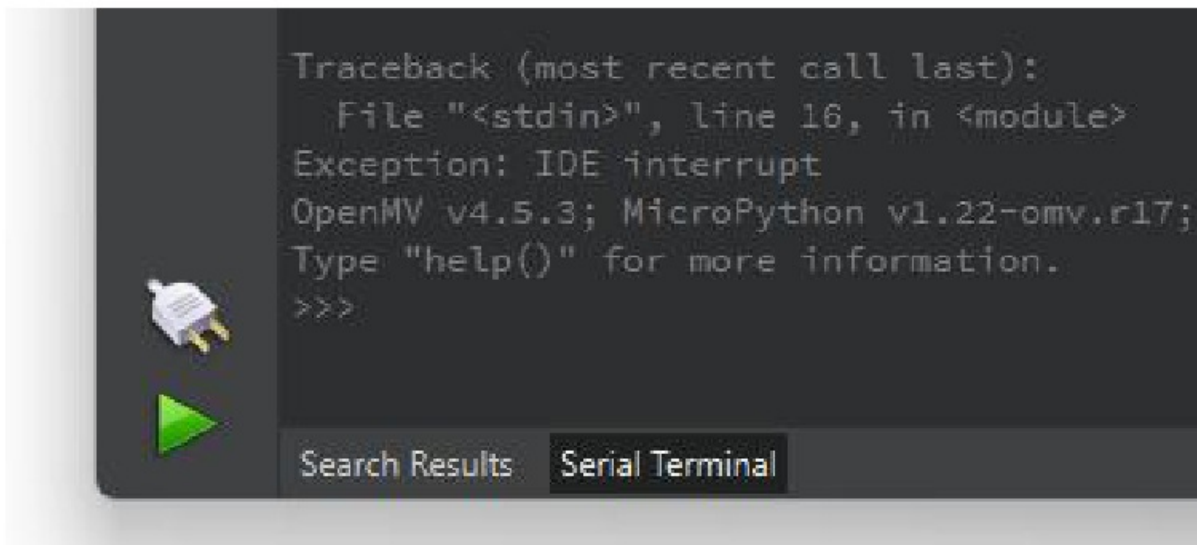 Traceback (most recent call last):
  File "<stdin>", line 16, in <module>
Exception: IDE interrupt
OpenMV v4.5.3; MicroPython v1.22-omv.r17;
Type "help()" for more information.
>>>
Search Results Serial Terminal